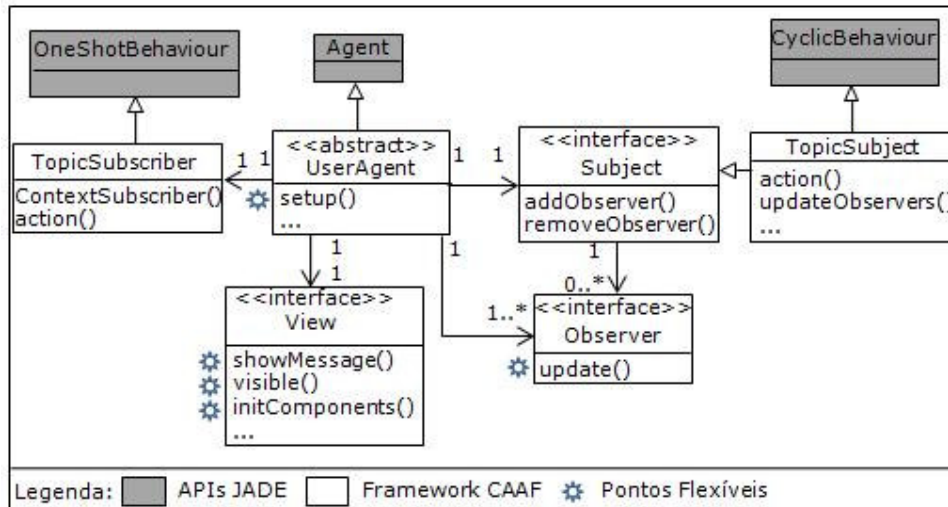 OneShotBehaviour
Agent
CyclicBehaviour
TopicSubscriber
ContextSubscriber()
action()
1 1
<<abstract>>
UserAgent
setup()
...
1 1
<<interface>>
Subject
addObserver()
removeObserver()
TopicSubject
action()
updateObservers()
...
1
1
1
1..*
1
0..*
<<interface>>
View
showMessage()
visible()
initComponents()
...
<<interface>>
Observer
update()
Legenda: APIs JADE Framework CAAF Pontos Flexíveis